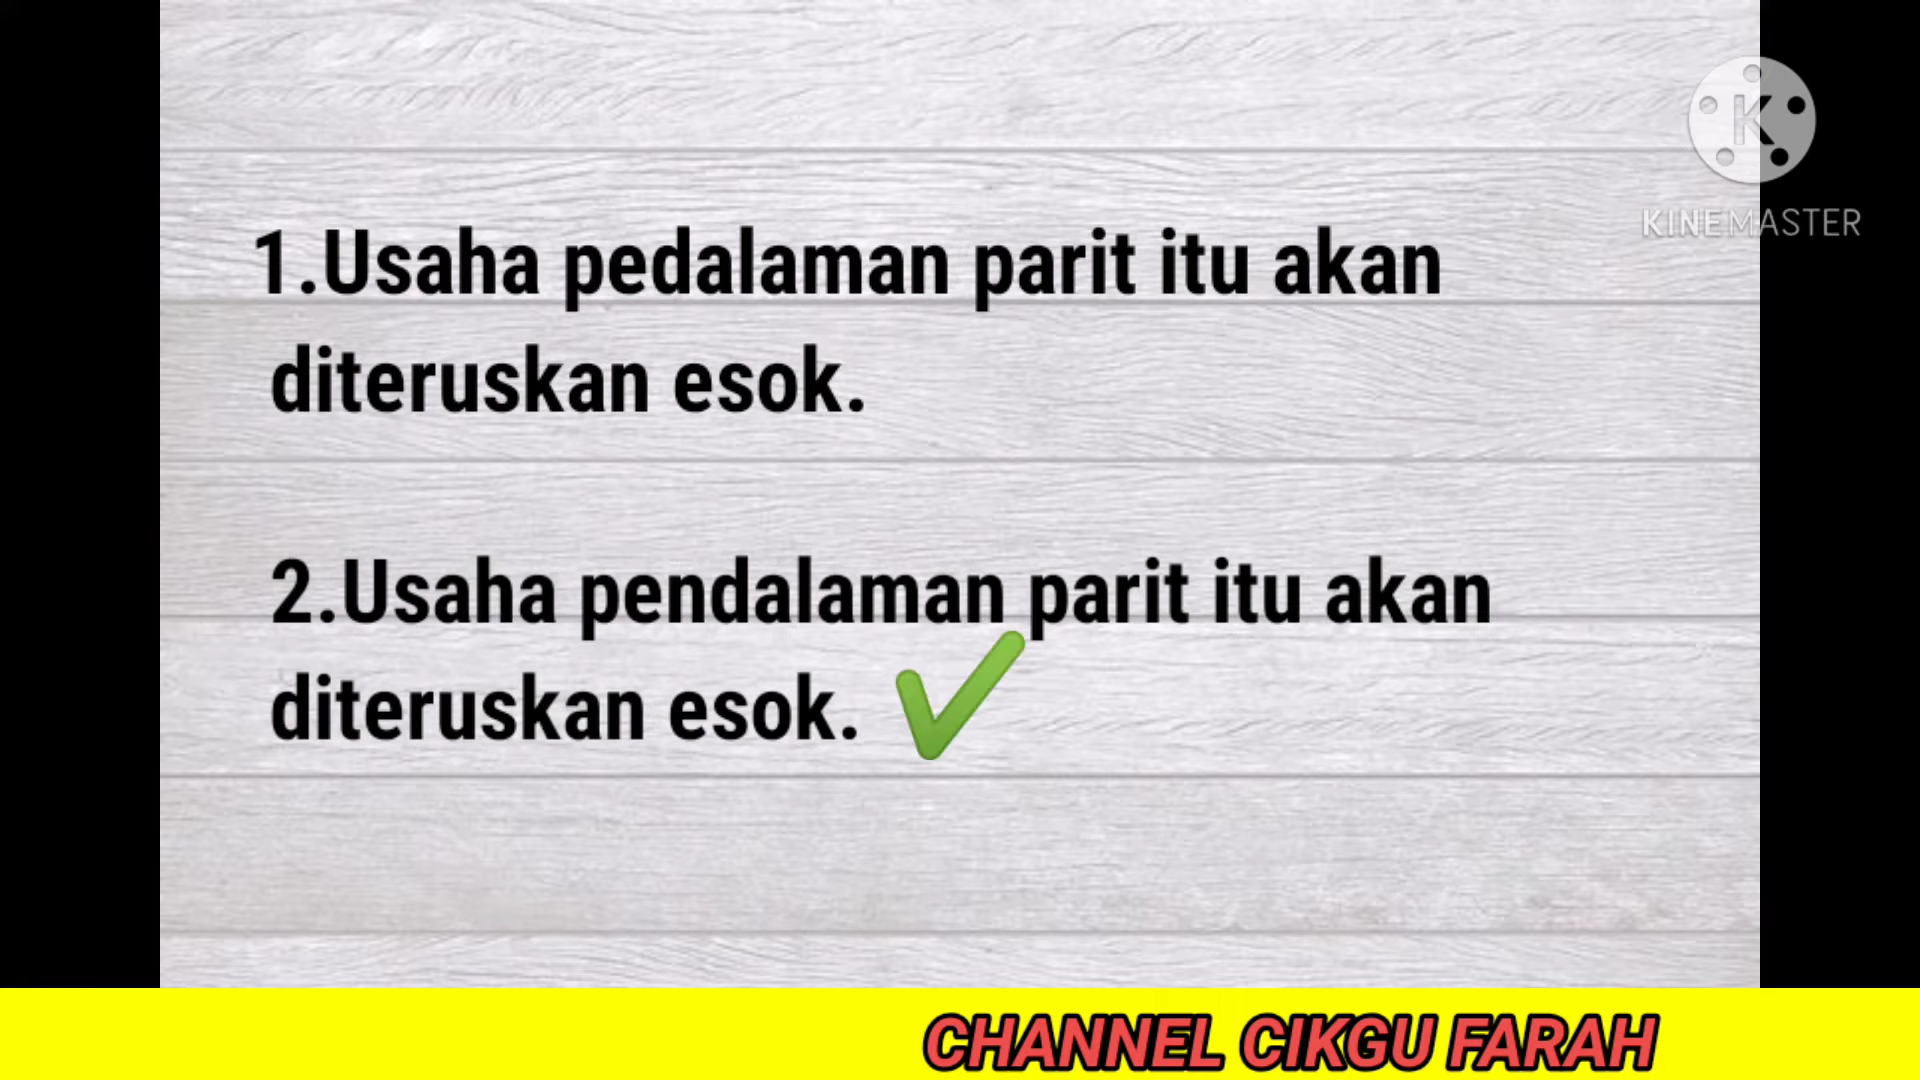 1.Usaha pedalaman parit itu akan
diteruskan esok.
2.Usaha pendalaman parit itu akan
diteruskan esok.
K
KINEMASTER
CHANNEL CIKGU FARAH